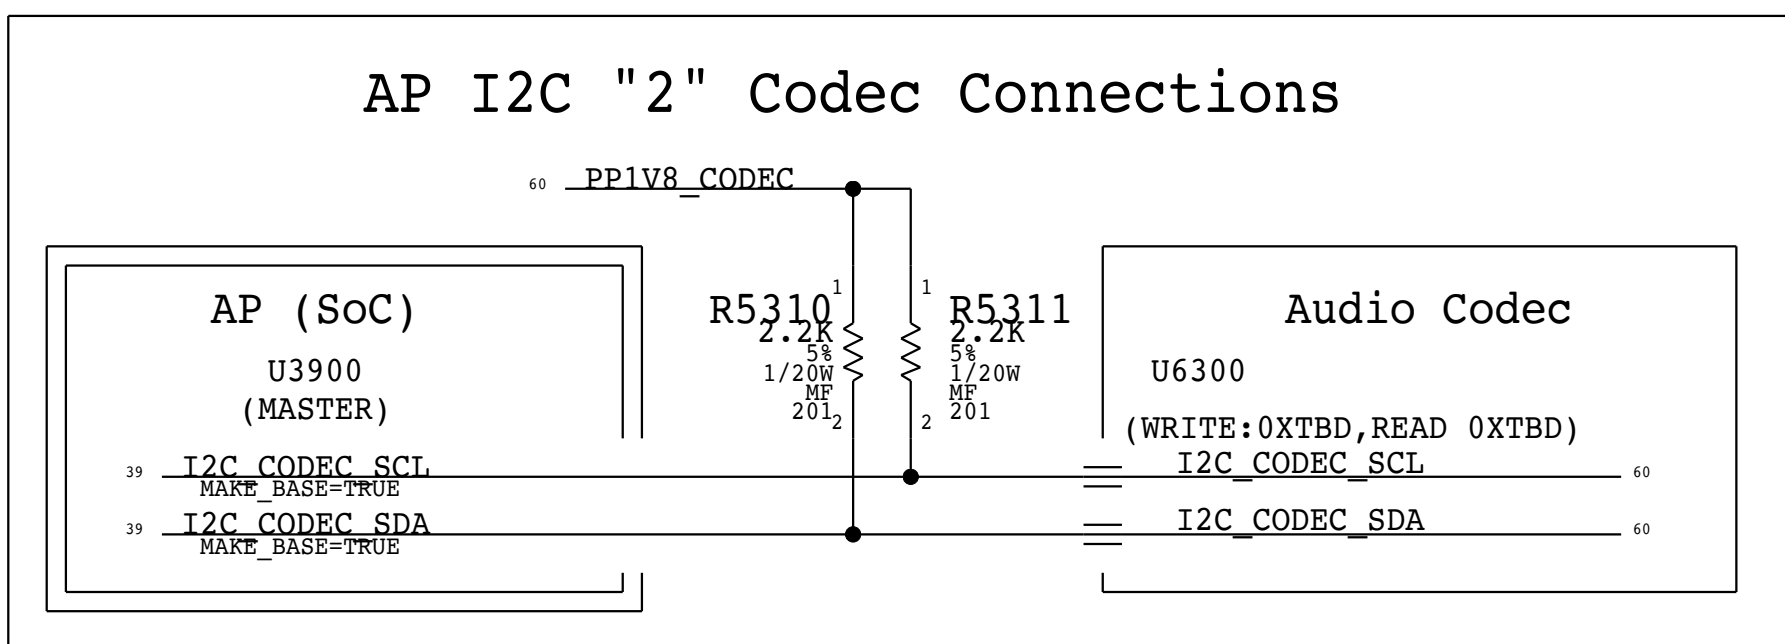 AP I2C "2" Codec Connections
60 PP1V8_CODEC
AP (SoC)
U3900
(MASTER)
39 I2C_CODEC_SCL
MAKE_BASE=TRUE
39 I2C_CODEC_SDA
MAKE_BASE=TRUE
1
R5310
2.2K
5%
1/20W
MF
201
2
1
R5311
2.2K
5%
1/20W
MF
201
2
Audio Codec
U6300
(WRITE:0XTBD,READ 0XTBD)
I2C_CODEC_SCL 60
I2C_CODEC_SDA 60